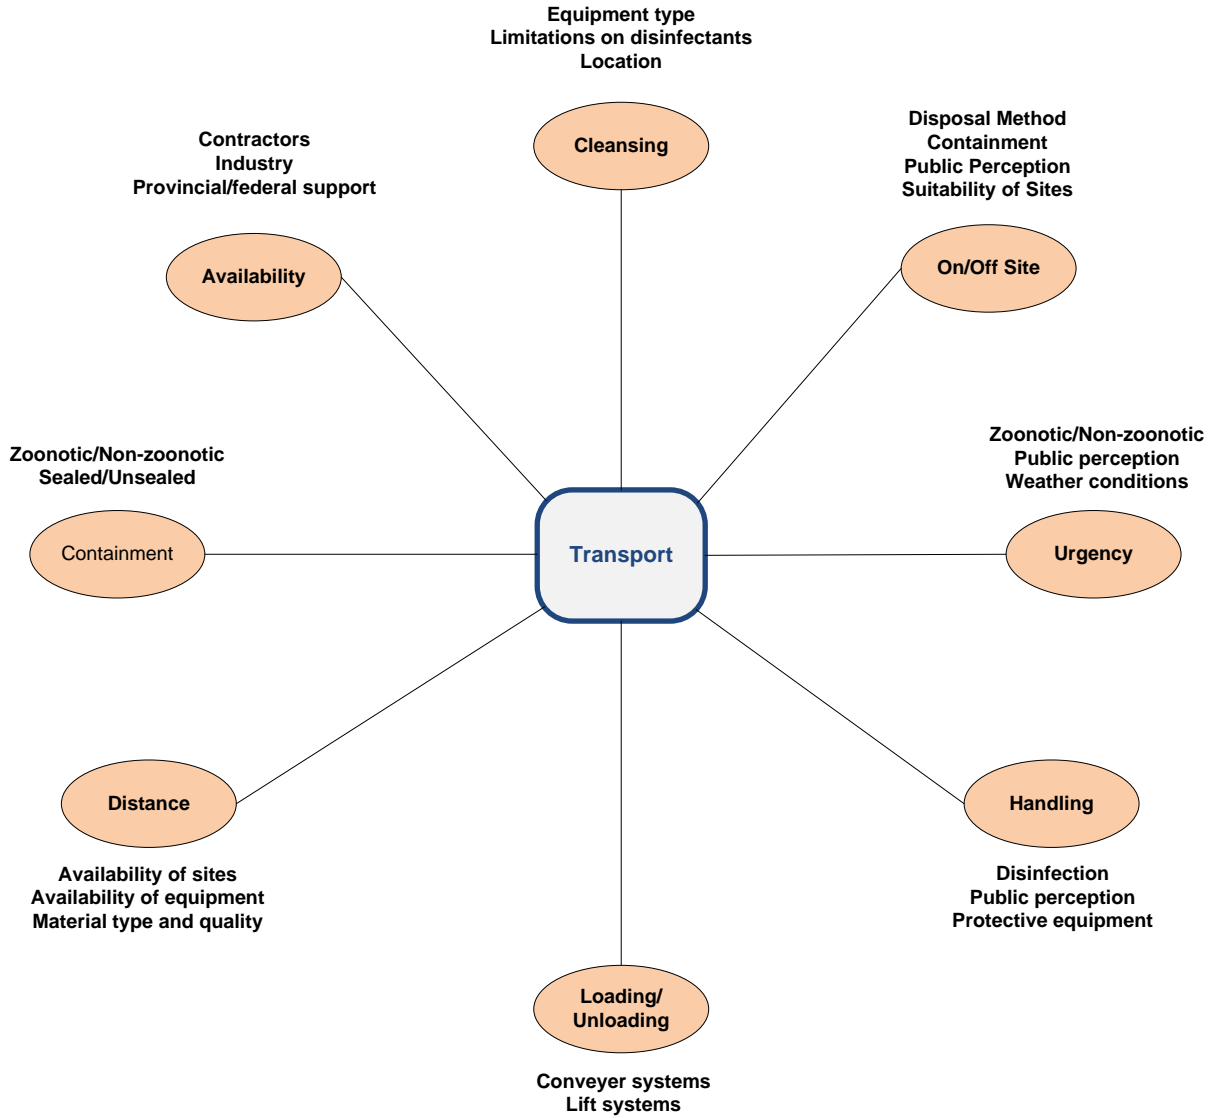 Equipment type
Limitations on disinfectants
Location
Cleansing
Disposal Method
Containment
Public Perception
Suitability of Sites
On/Off Site
Contractors
Industry
Provincial/federal support
Availability
Zoonotic/Non-zoonotic
Public perception
Weather conditions
Urgency
Zoonotic/Non-zoonotic
Sealed/Unsealed
Containment
Transport
Distance
Availability of sites
Availability of equipment
Material type and quality
Handling
Disinfection
Public perception
Protective equipment
Loading/
Unloading
Conveyer systems
Lift systems